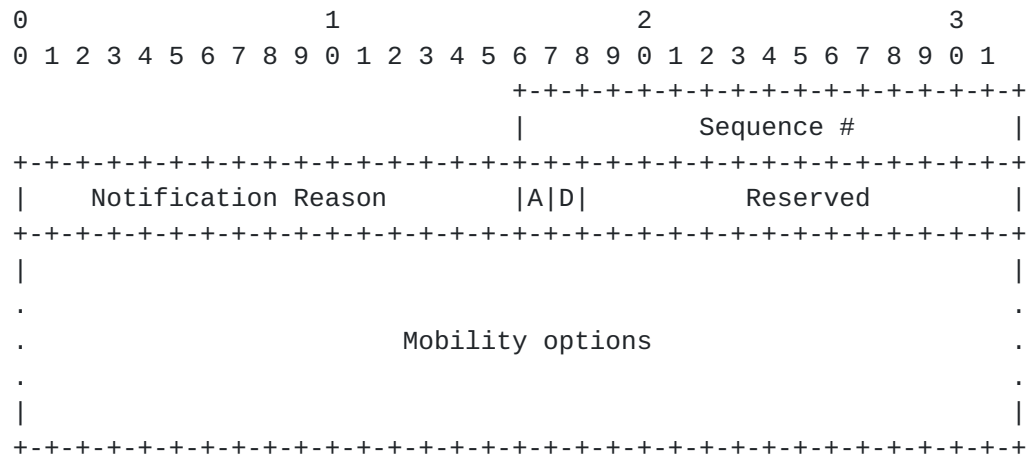 0                   1                   2                   3
0 1 2 3 4 5 6 7 8 9 0 1 2 3 4 5 6 7 8 9 0 1 2 3 4 5 6 7 8 9 0 1
                                +-+-+-+-+-+-+-+-+-+-+-+-+-+-+-+-+
                                |           Sequence #          |
+-+-+-+-+-+-+-+-+-+-+-+-+-+-+-+-+-+-+-+-+-+-+-+-+-+-+-+-+-+-+-+-+
|    Notification Reason        |A|D|          Reserved         |
+-+-+-+-+-+-+-+-+-+-+-+-+-+-+-+-+-+-+-+-+-+-+-+-+-+-+-+-+-+-+-+-+
|                                                               |
.                                                               .
.                        Mobility options                       .
.                                                               .
|                                                               |
+-+-+-+-+-+-+-+-+-+-+-+-+-+-+-+-+-+-+-+-+-+-+-+-+-+-+-+-+-+-+-+-+